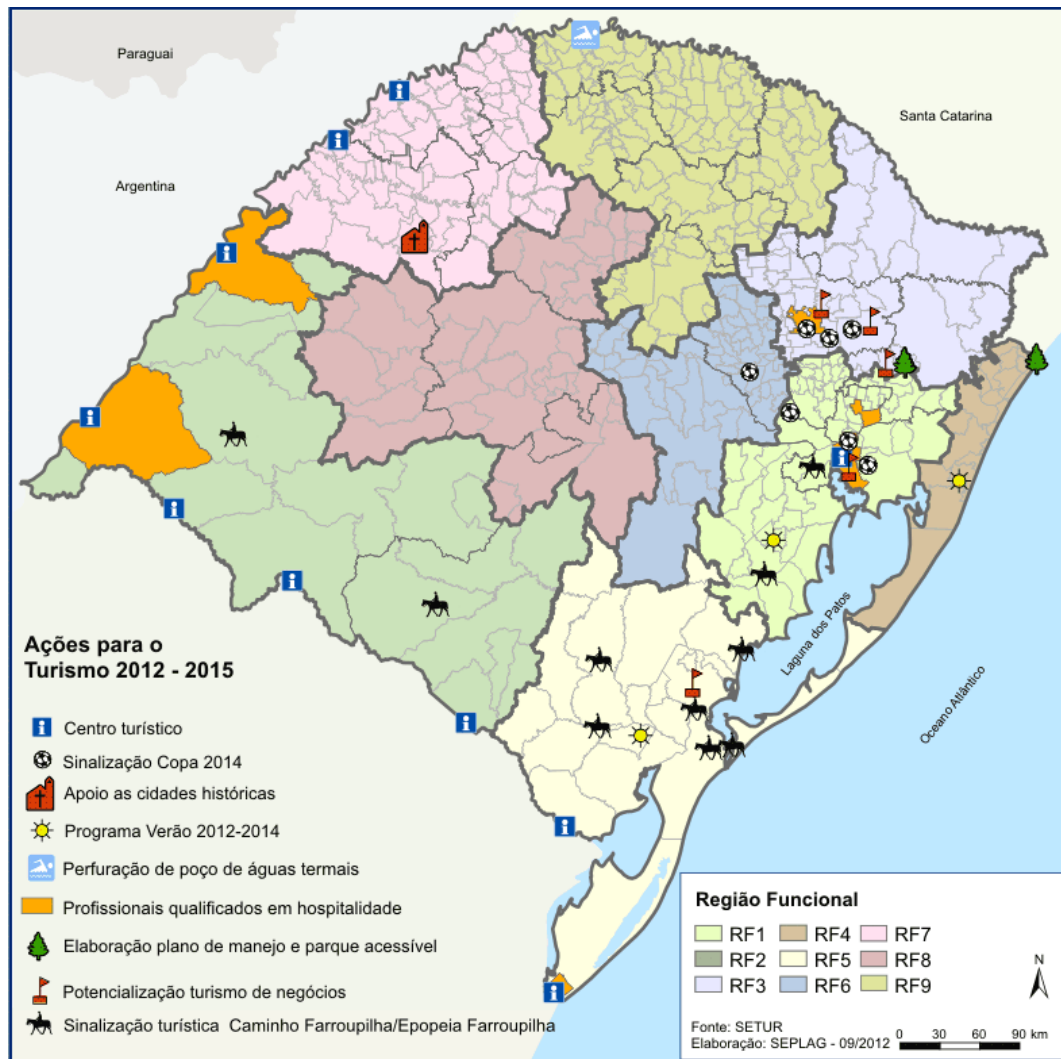 Paraguai
Santa Catarina
Argentina
Laguna dos Patos
Oceano Atlântico
Ações para o
Turismo 2012 - 2015
Centro turístico
Sinalização Copa 2014
Apoio as cidades históricas
Programa Verão 2012-2014
Perfuração de poço de águas termais
Profissionais qualificados em hospitalidade
Elaboração plano de manejo e parque acessível
Potencialização turismo de negócios
Sinalização turística Caminho Farroupilha/Epopeia Farroupilha
Região Funcional
RF1 RF4 RF7
RF2 RF5 RF8
RF3 RF6 RF9
N
Fonte: SETUR
Elaboração: SEPLAG - 09/2012
0 30 60 90 km